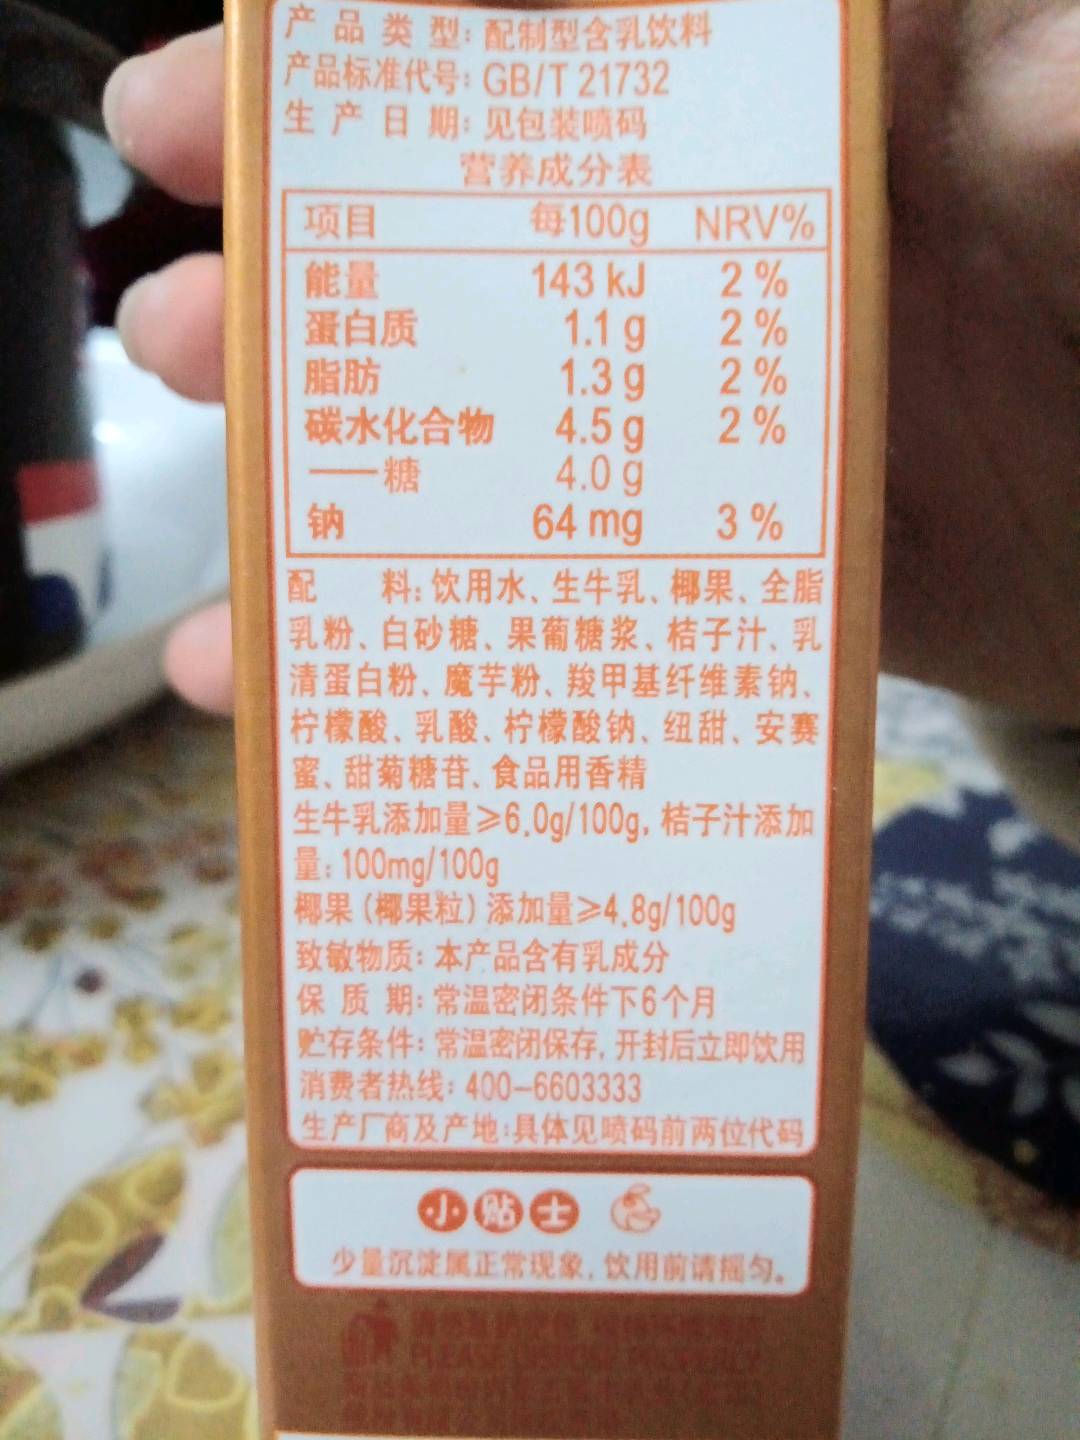 产品类型：配制型含乳饮料
产品标准代号：GB/T 21732
生产日期：见包装喷码
营养成分表
项目 每100g NRV%
能量 143 kJ 2 %
蛋白质 1.1 g 2 %
脂肪 1.3 g 2 %
碳水化合物 4.5 g 2 %
——糖 4.0 g
钠 64 mg 3 %
配 料：饮用水、生牛乳、椰果、全脂
乳粉、白砂糖、果葡糖浆、桔子汁、乳
清蛋白粉、魔芋粉、羧甲基纤维素钠、
柠檬酸、乳酸、柠檬酸钠、纽甜、安赛
蜜、甜菊糖苷、食品用香精
生牛乳添加量≥6.0g/100g，桔子汁添加
量：100mg/100g
椰果（椰果粒）添加量≥4.8g/100g
致敏物质：本产品含有乳成分
保质期：常温密闭条件下6个月
贮存条件：常温密闭保存，开封后立即饮用
消费者热线：400-6603333
生产厂商及产地：具体见喷码前两位代码
小贴士
少量沉淀属正常现象，饮用前请摇匀。